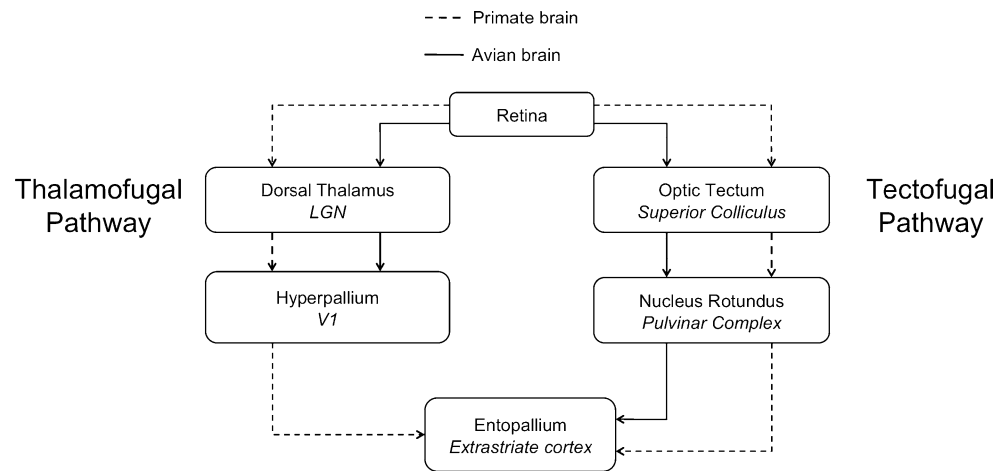 Primate brain
Avian brain
Retina
Thalamofugal
Pathway
Dorsal Thalamus
LGN
Optic Tectum
Superior Colliculus
Tectofugal
Pathway
Hyperpallium
V1
Nucleus Rotundus
Pulvinar Complex
Entopallium
Extrastriate cortex